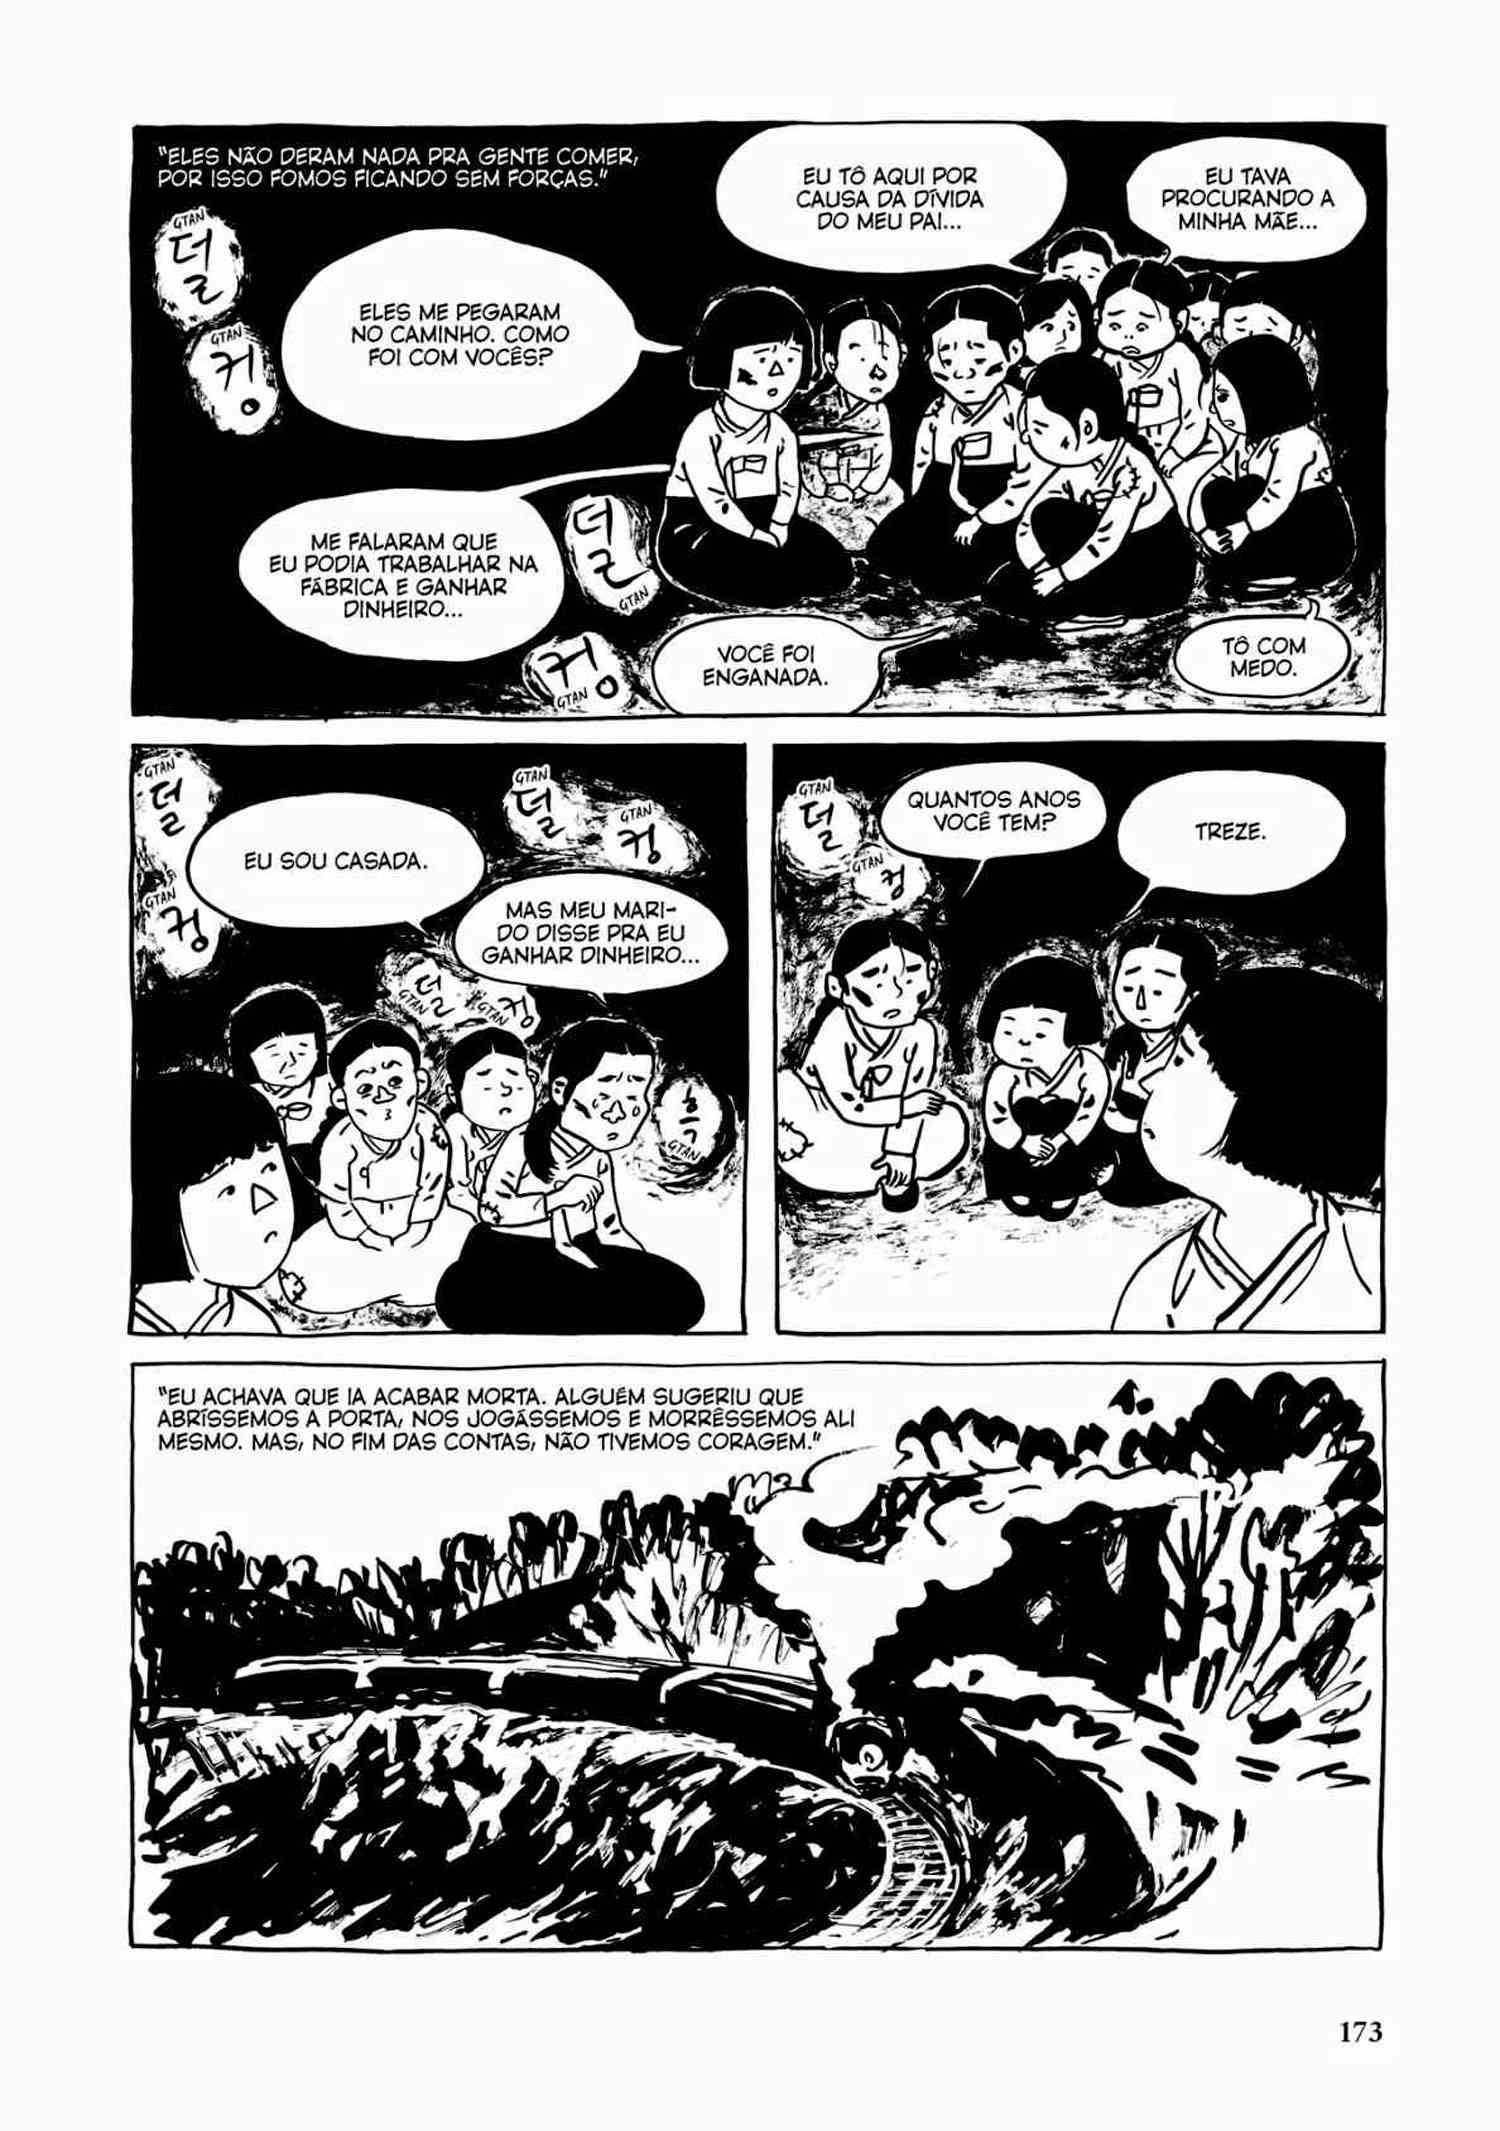 "ELES NÃO DERAM NADA PRA GENTE COMER,
POR ISSO FOMOS FICANDO SEM FORÇAS."
EU TÔ AQUI POR
CAUSA DA DÍVIDA
DO MEU PAI...
EU TAVA
PROCURANDO A
MINHA MÃE...
GTAN
덜
GTAN
컹
ELES ME PEGARAM
NO CAMINHO. COMO
FOI COM VOCÊS?
ME FALARAM QUE
EU PODIA TRABALHAR NA
FÁBRICA E GANHAR
DINHEIRO...
덜
GTAN
컹
GTAN
VOCÊ FOI
ENGANADA.
TÔ COM
MEDO.
GTAN
덜
GTAN
컹
EU SOU CASADA.
GTAN
덜
GTAN
컹
MAS MEU MARI-
DO DISSE PRA EU
GANHAR DINHEIRO...
덜
GTAN
컹
GTAN
흑
GTAN
GTAN
덜
GTAN
컹
QUANTOS ANOS
VOCÊ TEM?
TREZE.
"EU ACHAVA QUE IA ACABAR MORTA. ALGUÉM SUGERIU QUE
ABRÍSSEMOS A PORTA, NOS JOGÁSSEMOS E MORRÊSSEMOS ALI
MESMO. MAS, NO FIM DAS CONTAS, NÃO TIVEMOS CORAGEM."
173